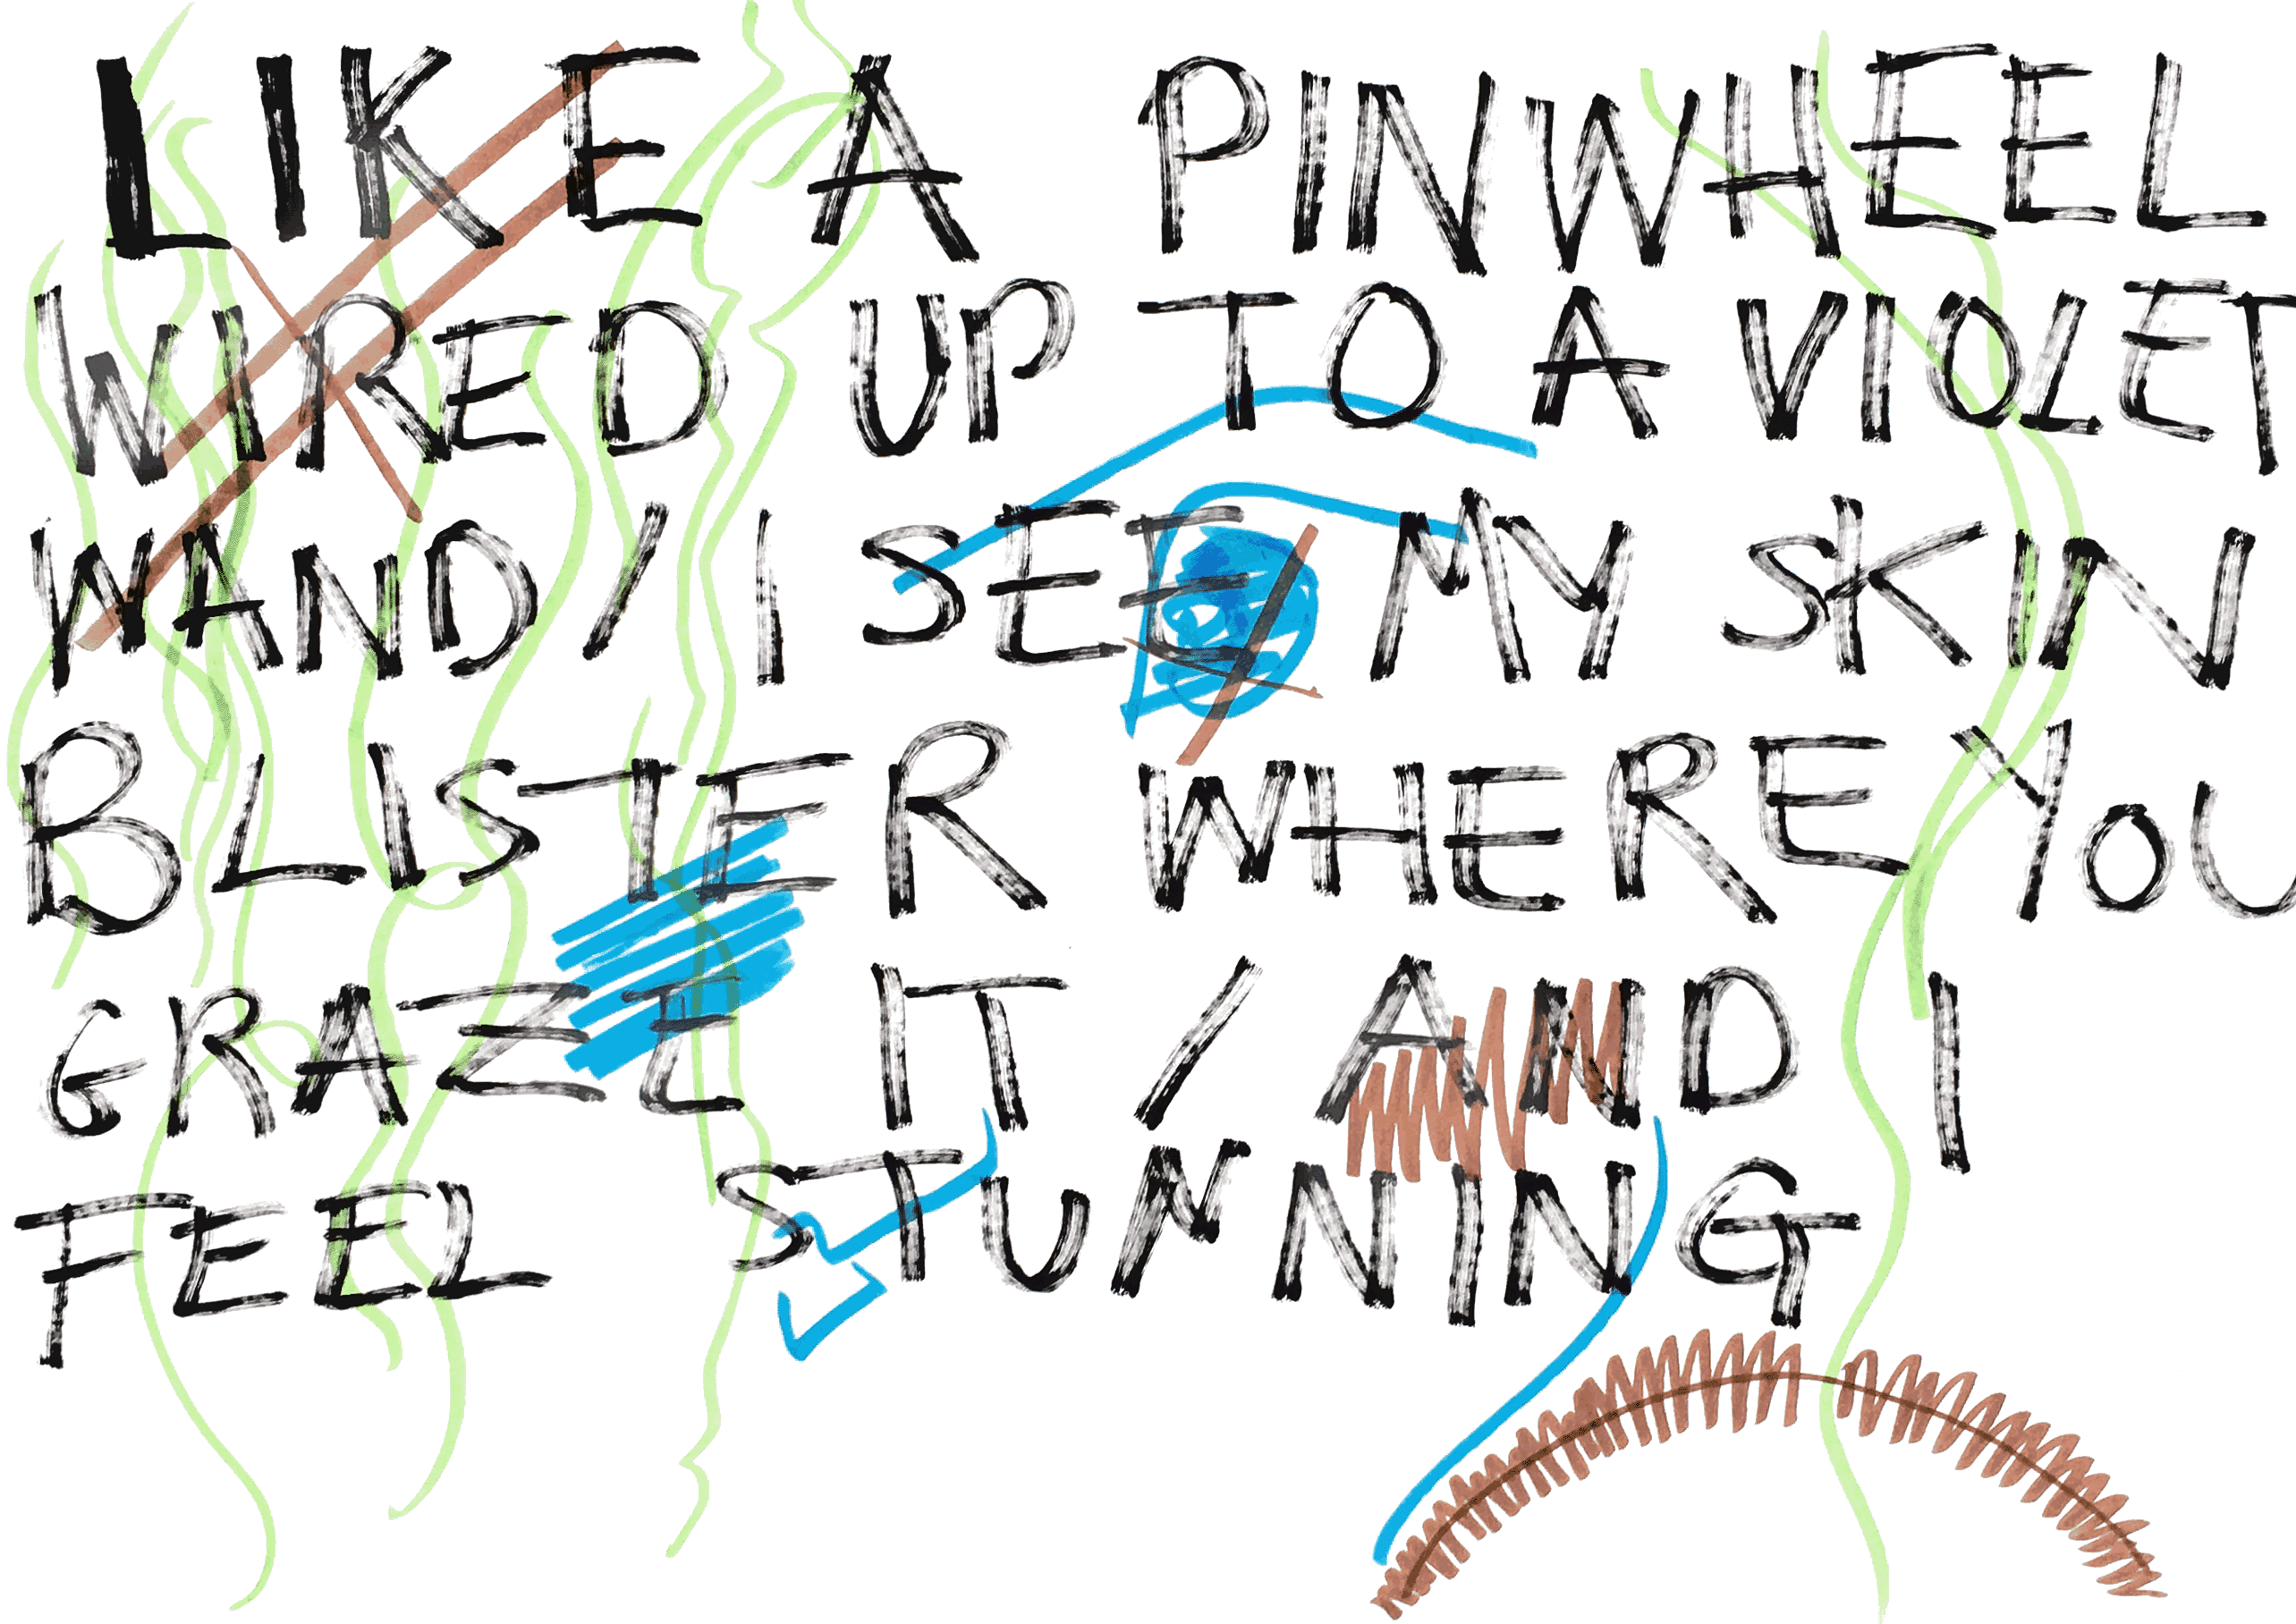 LIKE A PINWHEEL
WIRED UP TO A VIOLET
WAND / I SEE MY SKIN
BLISTER WHERE YOU
GRAZE IT / AND I
FEEL STUNNING